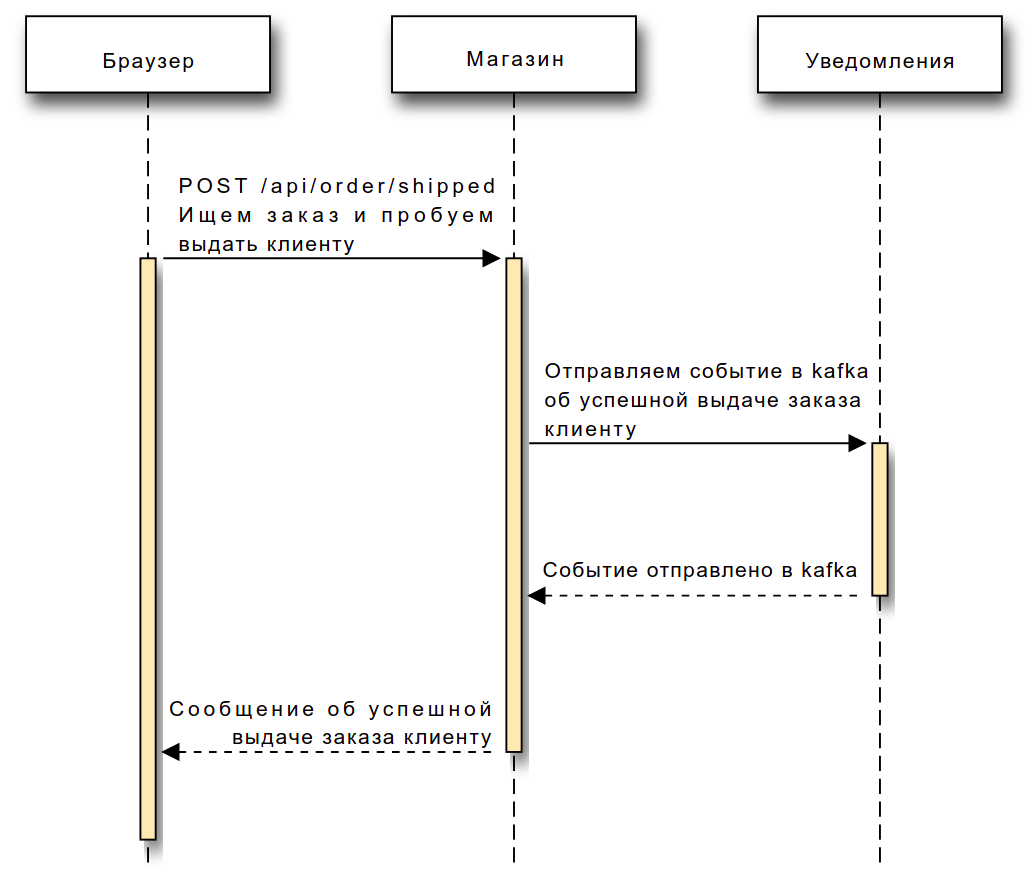 Браузер
Магазин
Уведомления
POST /api/order/shipped
Ищем заказ и пробуем
выдать клиенту
Отправляем событие в kafka
об успешной выдаче заказа
клиенту
Событие отправлено в kafka
Сообщение об успешной
выдаче заказа клиенту